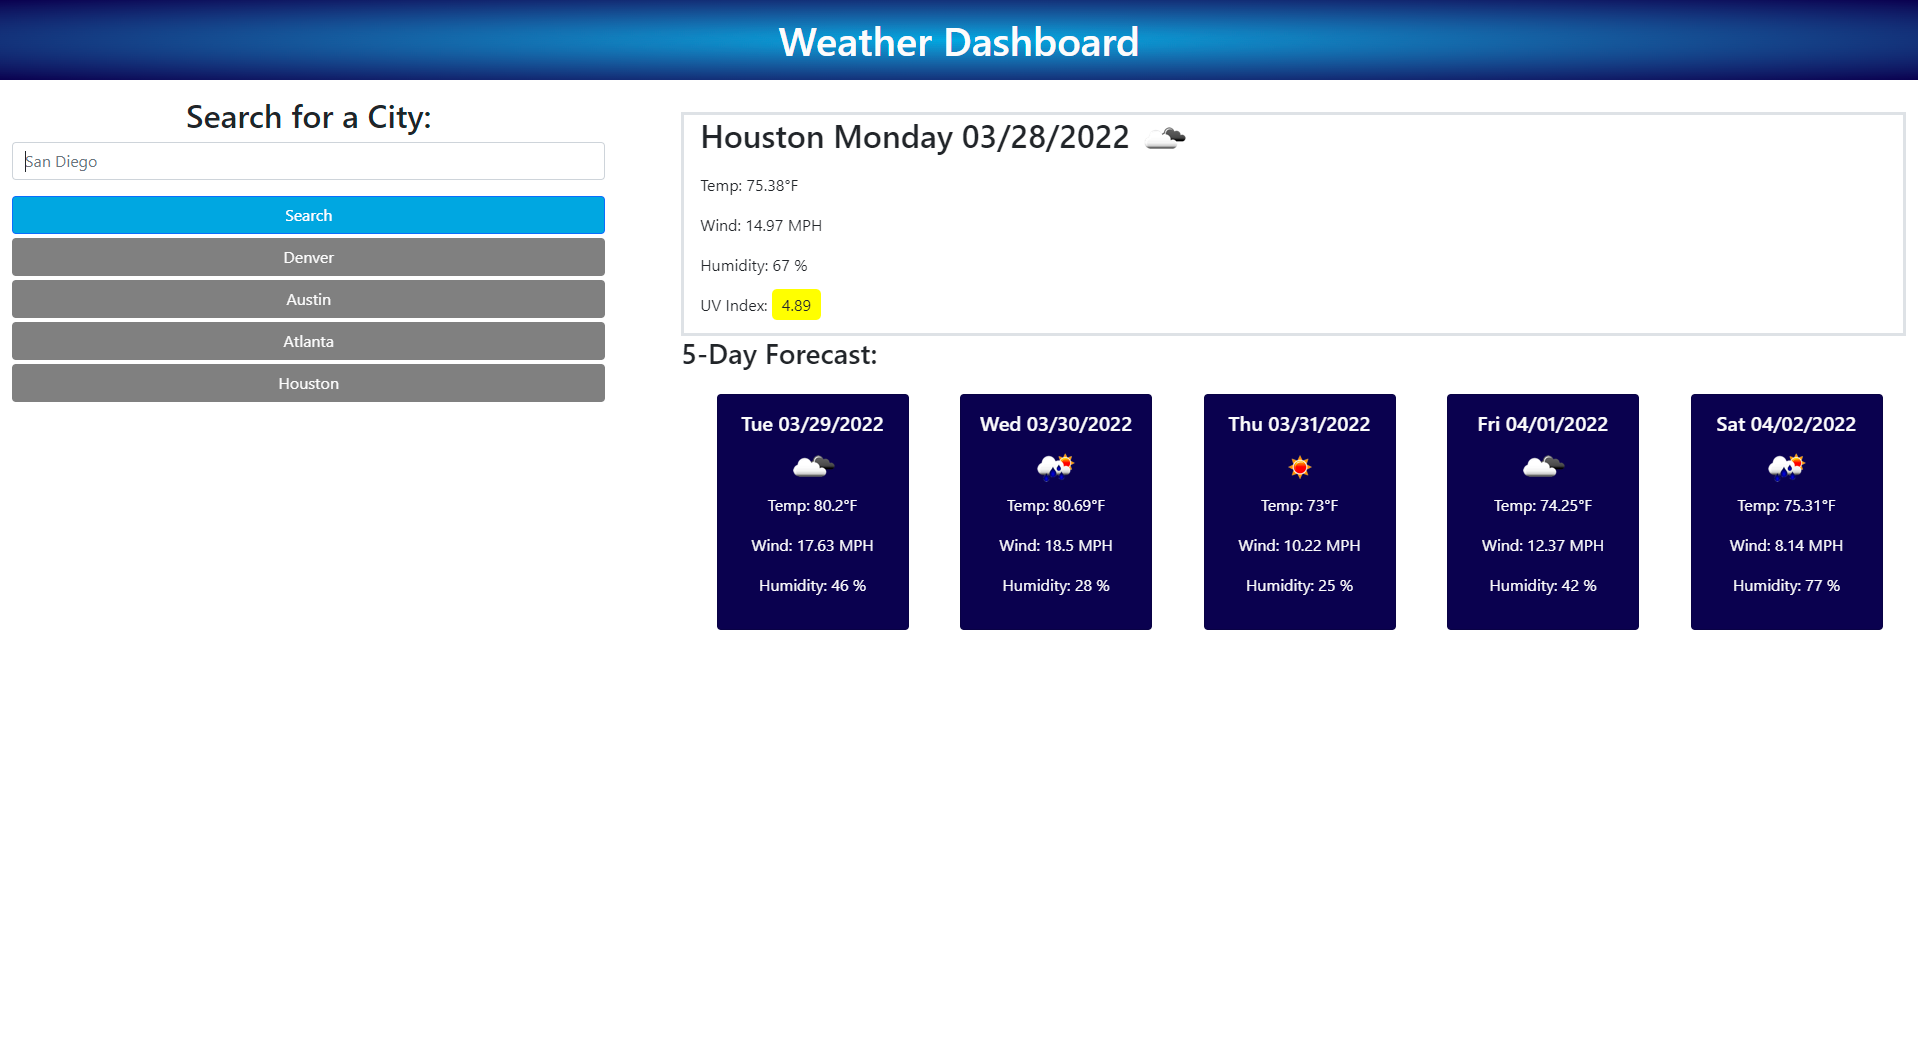 Weather Dashboard
Search for a City:
San Diego
Search
Denver
Austin
Atlanta
Houston
Houston Monday 03/28/2022
Temp: 75.38°F
Wind: 14.97 MPH
Humidity: 67 %
UV Index: 4.89
5-Day Forecast:
Tue 03/29/2022
Temp: 80.2°F
Wind: 17.63 MPH
Humidity: 46 %
Wed 03/30/2022
Temp: 80.69°F
Wind: 18.5 MPH
Humidity: 28 %
Thu 03/31/2022
Temp: 73°F
Wind: 10.22 MPH
Humidity: 25 %
Fri 04/01/2022
Temp: 74.25°F
Wind: 12.37 MPH
Humidity: 42 %
Sat 04/02/2022
Temp: 75.31°F
Wind: 8.14 MPH
Humidity: 77 %